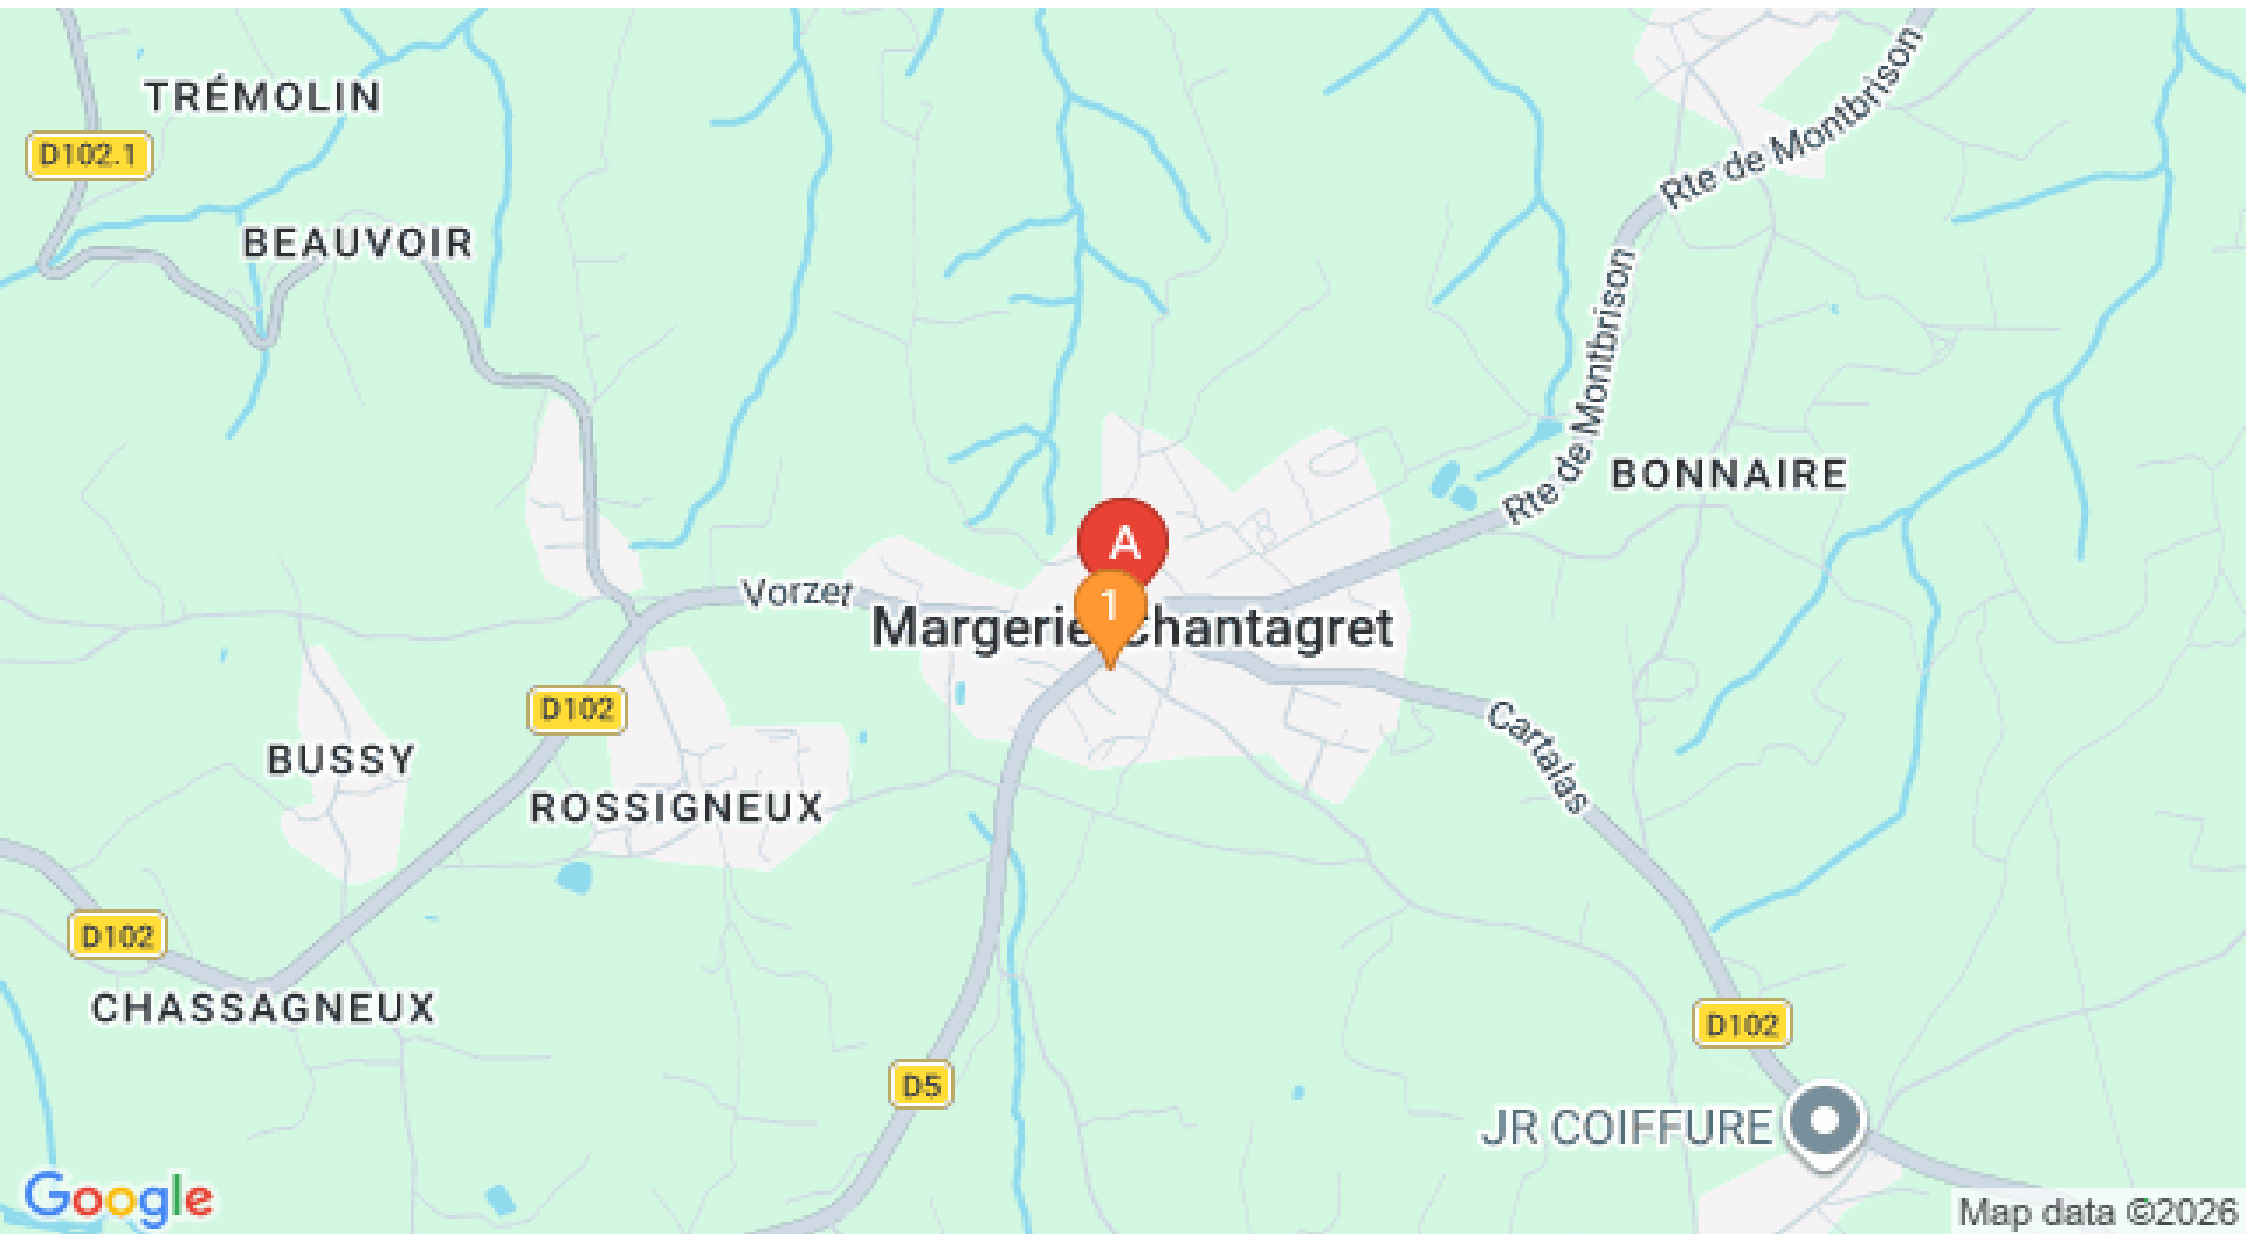 Rte de Montbrison
TRÉMOLIN
D102.1
BEAUVOIR
Rte de Montbrison
Rte de Montbrison
BONNAIRE
A
1
Vorzet
Margerie-Chantagret
D102
Cartalas
BUSSY
ROSSIGNEUX
D102
CHASSAGNEUX
D102
D5
JR COIFFURE
Google
Map data ©2026